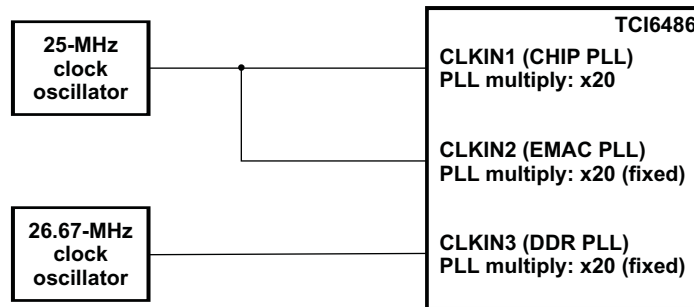 TCI6486
25-MHz
clock
oscillator
CLKIN1 (CHIP PLL)
PLL multiply: x20
CLKIN2 (EMAC PLL)
PLL multiply: x20 (fixed)
26.67-MHz
clock
oscillator
CLKIN3 (DDR PLL)
PLL multiply: x20 (fixed)